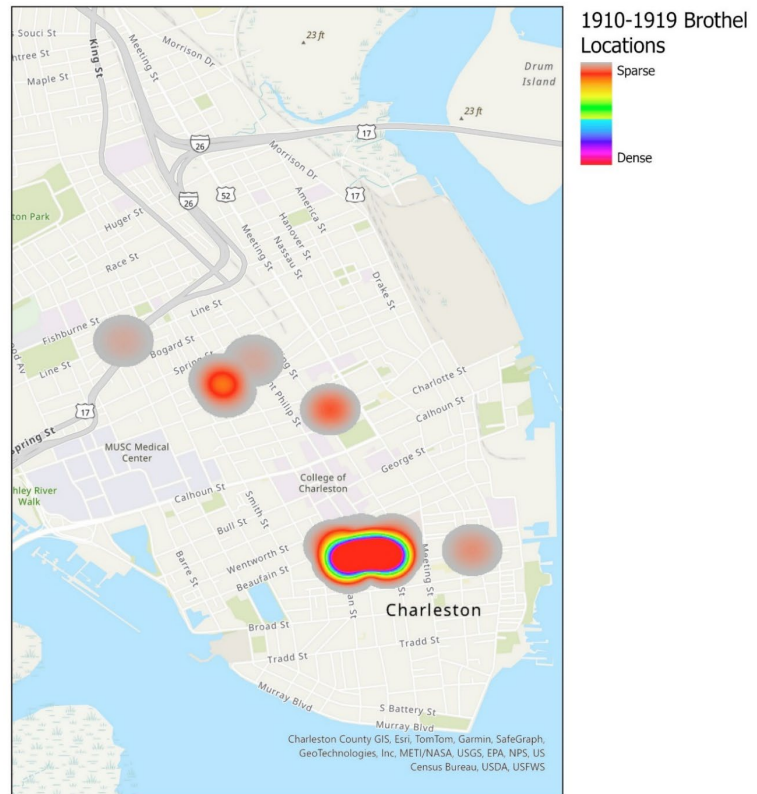 1910-1919 Brothel
Locations
Sparse
Dense
s Souci St
King St
Meeting St
Morrison Dr
23 ft
Drum
Island
Maple St
23 ft
17
26
Morrison Dr
26
52
17
ton Park
Huger St
America St
Hanover St
Nassau St
Meeting St
Race St
Drake St
Line St
Fishburne St
Bogard St
Spring St
Line St
Charlotte St
Calhoun St
17
Spring St
MUSC Medical
Center
George St
hley River
Walk
College of
Charleston
Calhoun St
Smith St
Bull St
Barre St
Wentworth St
Beaufain St
Meeting St
Charleston
Broad St
Tradd St
Tradd St
Murray Blvd
S Battery St
Murray Blvd
Charleston County GIS, Esri, TomTom, Garmin, SafeGraph,
GeoTechnologies, Inc, METI/NASA, USGS, EPA, NPS, US
Census Bureau, USDA, USFWS